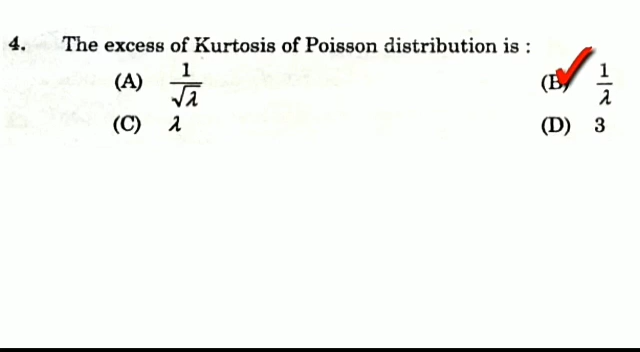 4. The excess of Kurtosis of Poisson distribution is :
(A) 1/√λ (B) 1/λ
(C) λ (D) 3